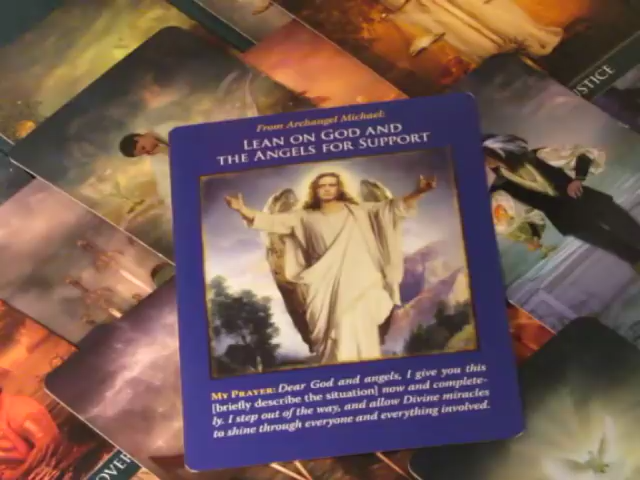 From Archangel Michael:
LEAN ON GOD AND
THE ANGELS FOR SUPPORT
MY PRAYER: Dear God and angels, I give you this
[briefly describe the situation] now and complete-
ly. I step out of the way, and allow Divine miracles
to shine through everyone and everything involved.